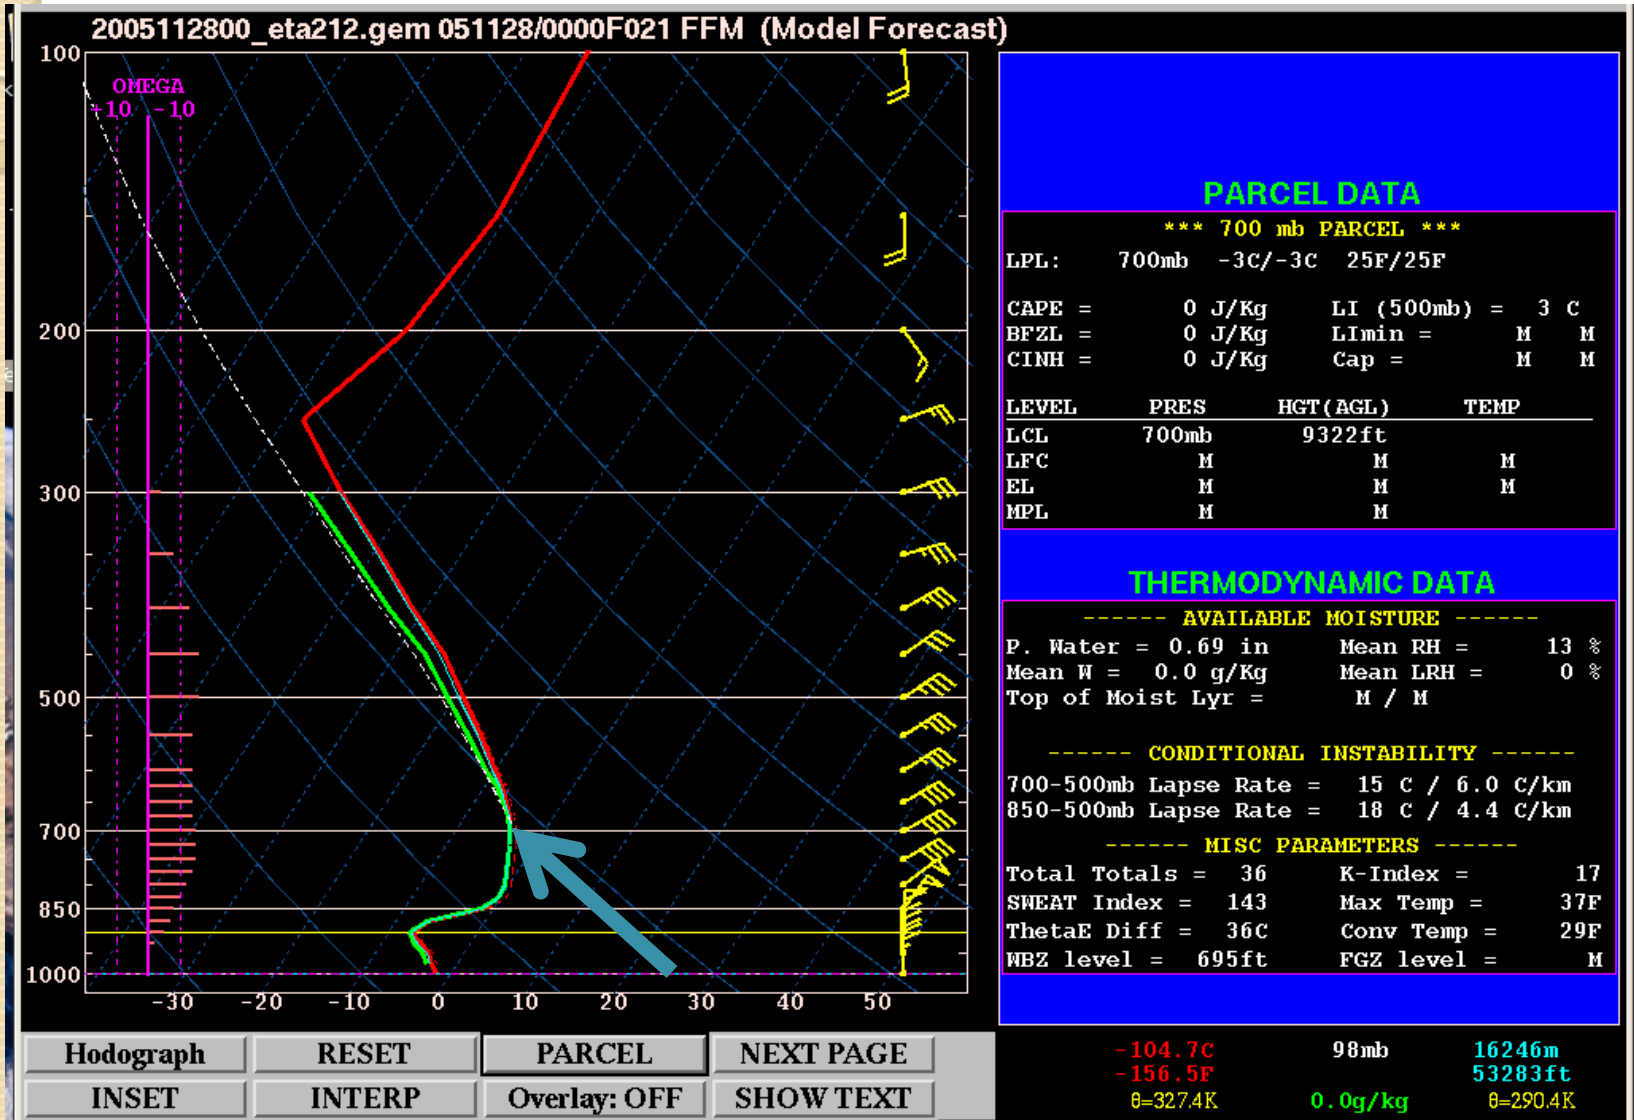 2005112800_eta212.gem 051128/0000F021 FFM (Model Forecast)
100
OMEGA
+10 -10
200
300
500
700
850
1000
-30 -20 -10 0 10 20 30 40 50
PARCEL DATA
*** 700 mb PARCEL ***
LPL: 700mb -3C/-3C 25F/25F
CAPE = 0 J/Kg LI (500mb) = 3 C
BFZL = 0 J/Kg LImin = M M
CINH = 0 J/Kg Cap = M M
LEVEL PRES HGT(AGL) TEMP
LCL 700mb 9322ft
LFC M M M
EL M M M
MPL M M
THERMODYNAMIC DATA
------ AVAILABLE MOISTURE ------
P. Water = 0.69 in Mean RH = 13 %
Mean W = 0.0 g/Kg Mean LRH = 0 %
Top of Moist Lyr = M / M
------ CONDITIONAL INSTABILITY ------
700-500mb Lapse Rate = 15 C / 6.0 C/km
850-500mb Lapse Rate = 18 C / 4.4 C/km
------ MISC PARAMETERS ------
Total Totals = 36 K-Index = 17
SWEAT Index = 143 Max Temp = 37F
ThetaE Diff = 36C Conv Temp = 29F
WBZ level = 695ft FGZ level = M
Hodograph RESET PARCEL NEXT PAGE
INSET INTERP Overlay: OFF SHOW TEXT
-104.7C 98mb 16246m
-156.5F 53283ft
θ=327.4K 0.0g/kg θ=290.4K